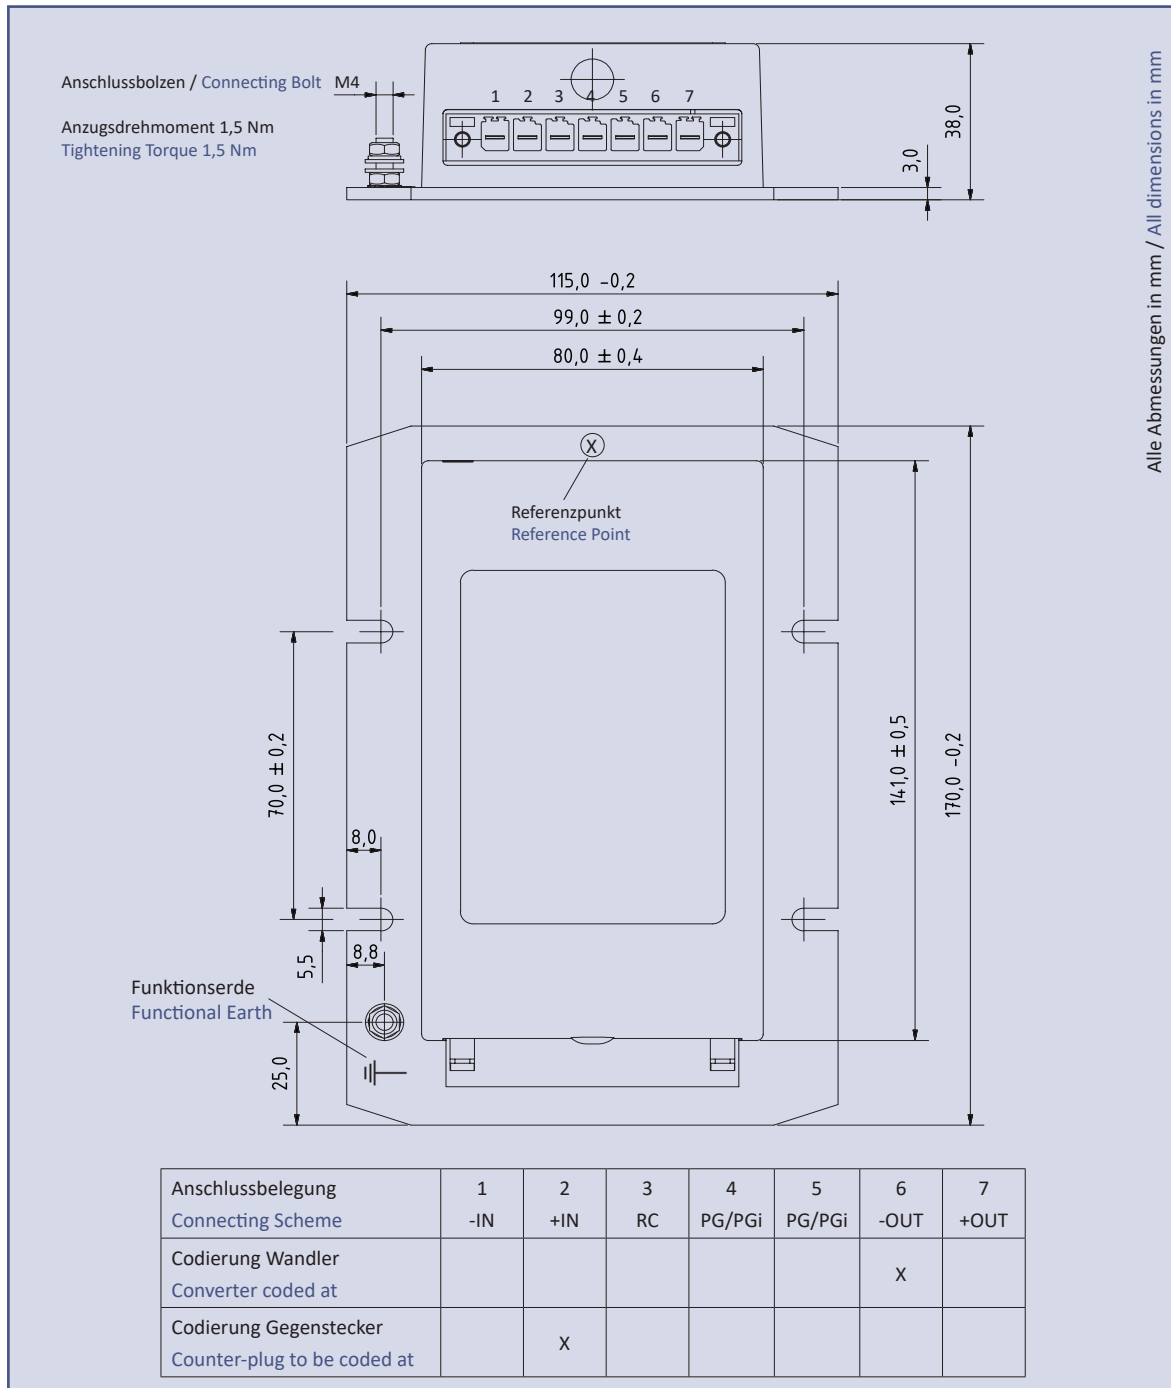 Anschlussbolzen / Connecting Bolt M4
Anzugsdrehmoment 1,5 Nm
Tightening Torque 1,5 Nm
1 2 3 4 5 6 7
3,0
38,0
Alle Abmessungen in mm / All dimensions in mm
115,0 -0,2
99,0 ± 0,2
80,0 ± 0,4
X
Referenzpunkt
Reference Point
70,0 ± 0,2
141,0 ± 0,5
170,0 -0,2
8,0
5,5
8,8
Funktionserde
Functional Earth
25,0
Anschlussbelegung 1 2 3 4 5 6 7
Connecting Scheme -IN +IN RC PG/PGi PG/PGi -OUT +OUT
Codierung Wandler
Converter coded at X
Codierung Gegenstecker
Counter-plug to be coded at X